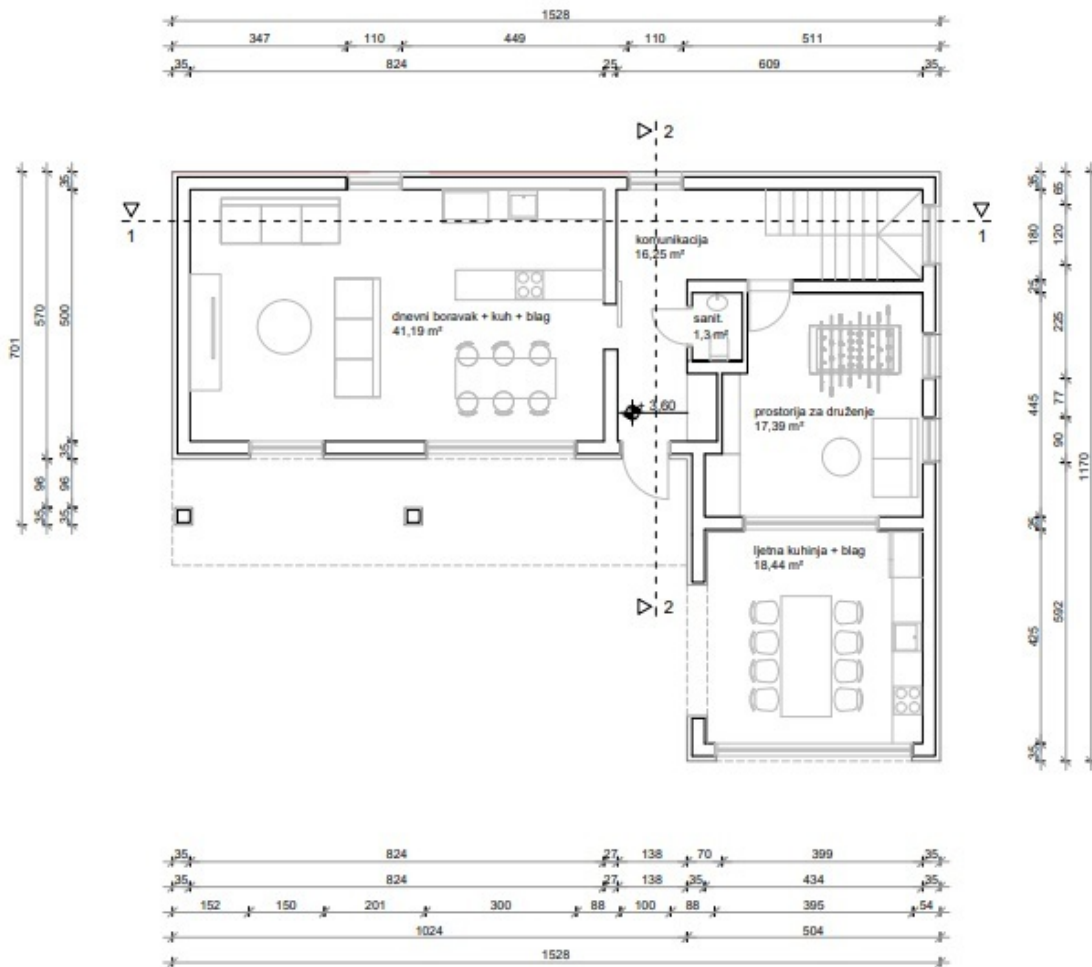 1528
347 110 449 110 511
35 824 25 609 35
2
1
1
komunikacija
16,25 m²
sanit.
1,3 m²
dnevni boravak + kuh + blag
41,19 m²
+ 3,60
prostorija za druženje
17,39 m²
ljetna kuhinja + blag
18,44 m²
2
701
570
96
35
35
500
35
96
35
35
180
25
445
25
425
35
65
120
225
77
90
592
1170
35 824 27 138 70 399 35
35 824 27 138 35 434 35
152 150 201 300 88 100 88 395 54
1024 504
1528